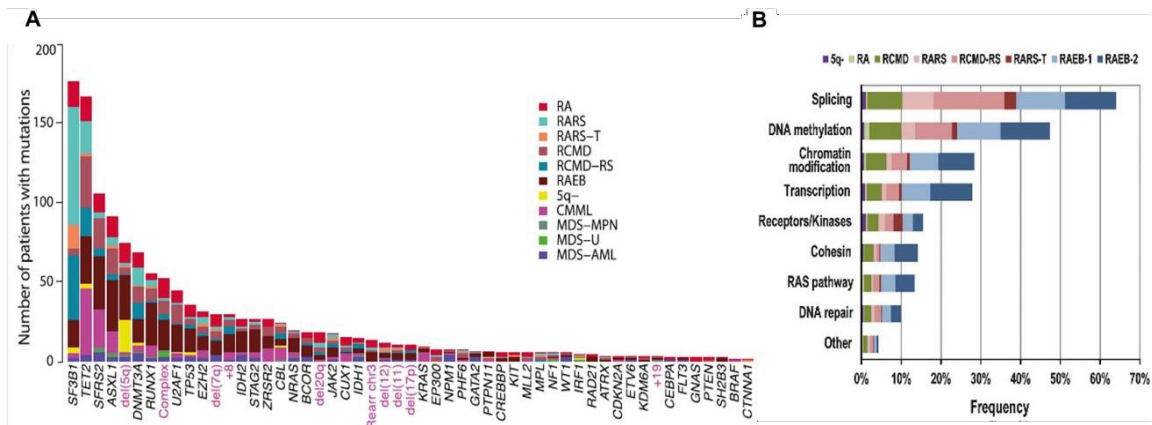 A
Number of patients with mutations
200
150
100
50
0
RA
RARS
RARS-T
RCMD
RCMD-RS
RAEB
5q-
CMML
MDS-MPN
MDS-U
MDS-AML
SF3B1
TET2
SFRS2
ASXL1
del(5q)
DNMT3A
RUNX1
Complex
U2AF1
TP53
EZH2
del(7q)
+8
IDH2
STAG2
ZRSR2
CBL
NRAS
BCOR
del20q
JAK2
CUX1
IDH1
Rearr chr3
del(12)
del(11)
del(17p)
KRAS
EP300
NPM1
PHF6
GATA2
PTPN11
CREBBP
KIT
MLL2
MPL
NF1
WT1
IRF1
RAD21
ATRX
CDKN2A
ETV6
KDM6A
+19
CEBPA
FLT3
GNAS
PTEN
SH2B3
BRAF
CTNNA1
B
5q- RA RCMD RARS RCMD-RS RARS-T RAEB-1 RAEB-2
Splicing
DNA methylation
Chromatin
modification
Transcription
Receptors/Kinases
Cohesin
RAS pathway
DNA repair
Other
0% 10% 20% 30% 40% 50% 60% 70%
Frequency